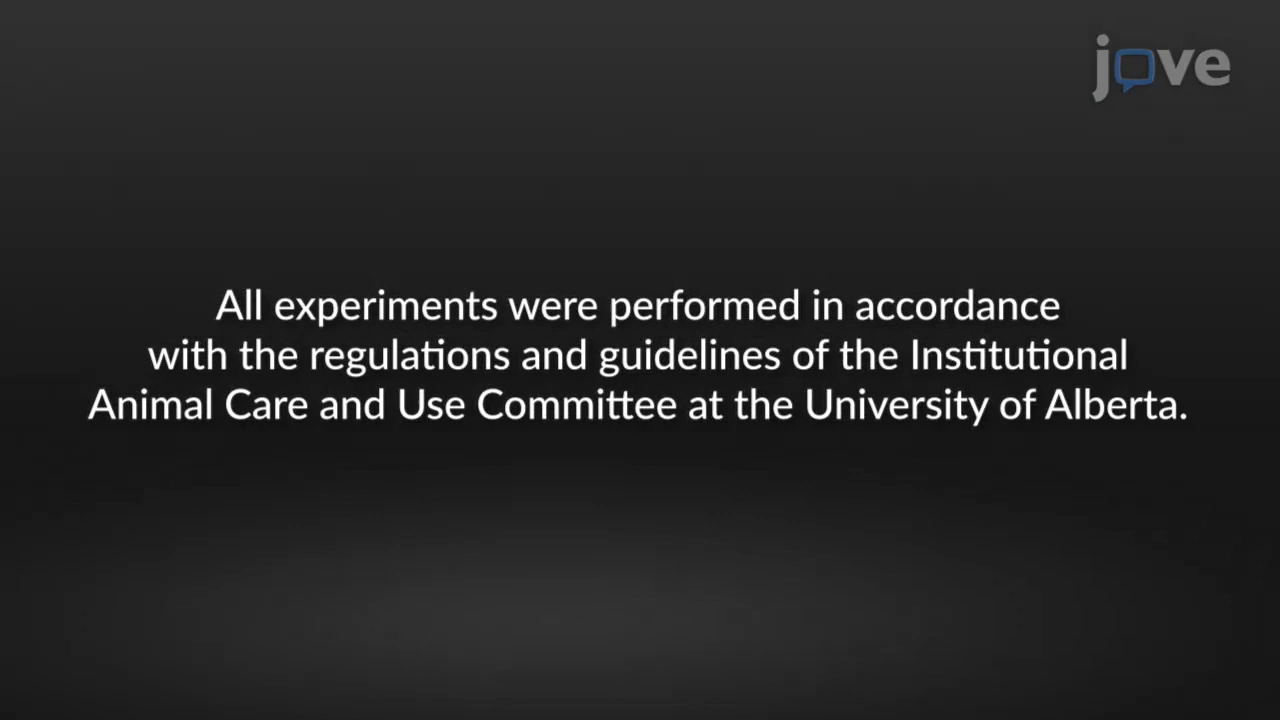 jove
All experiments were performed in accordance
with the regulations and guidelines of the Institutional
Animal Care and Use Committee at the University of Alberta.